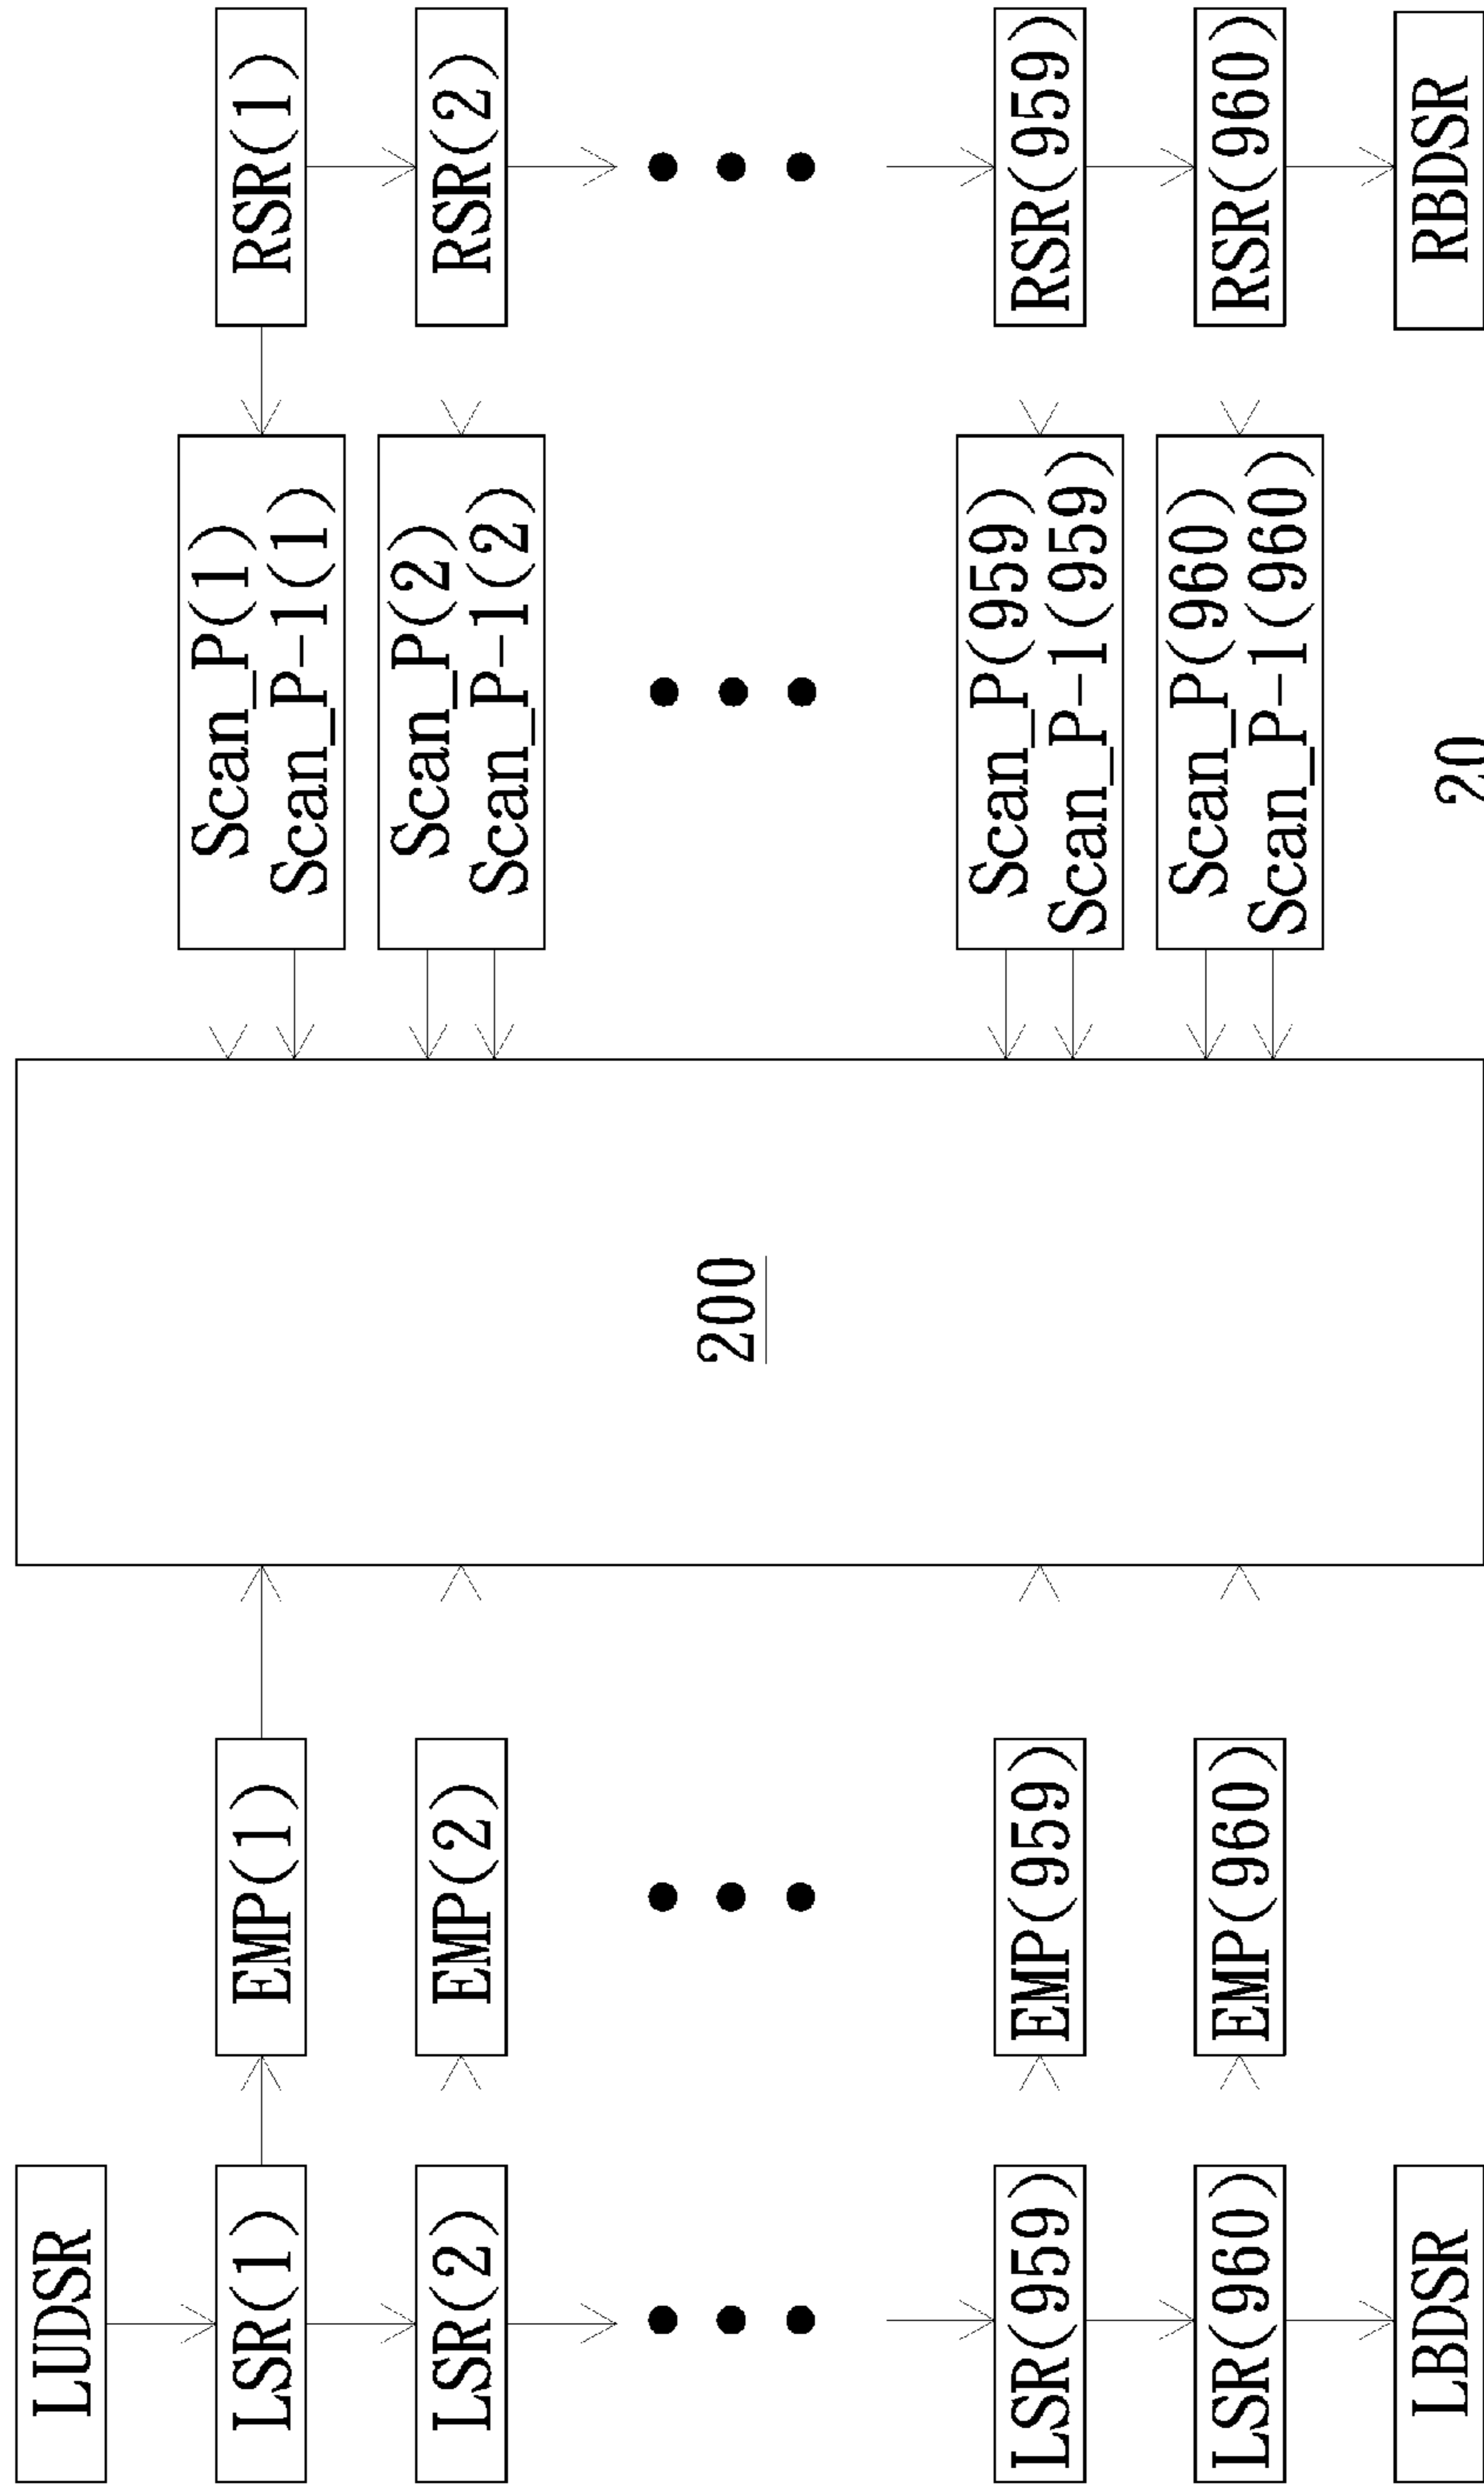 LUDSR
LSR(1)
EMP(1)
Scan_P(1)
Scan_P-1(1)
RSR(1)
LSR(2)
EMP(2)
Scan_P(2)
Scan_P-1(2)
RSR(2)
200
LSR(959)
EMP(959)
Scan_P(959)
Scan_P-1(959)
RSR(959)
LSR(960)
EMP(960)
Scan_P(960)
Scan_P-1(960)
RSR(960)
LBDSR
20
RBDSR